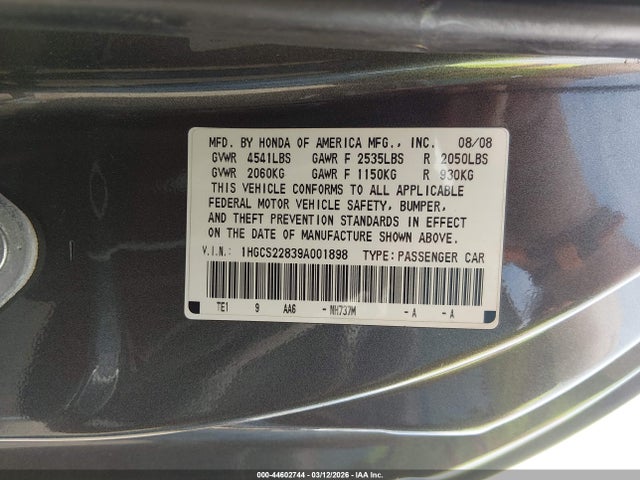 MFD. BY HONDA OF AMERICA MFG., INC. 08/08
GVWR 4541LBS GAWR F 2535LBS R 2050LBS
GVWR 2060KG GAWR F 1150KG R 930KG
THIS VEHICLE CONFORMS TO ALL APPLICABLE
FEDERAL MOTOR VEHICLE SAFETY, BUMPER,
AND THEFT PREVENTION STANDARDS IN EFFECT
ON THE DATE OF MANUFACTURE SHOWN ABOVE.
V.I.N.: 1HGCS22839A001898 TYPE: PASSENGER CAR
TE1 9 AA6 - NH737M - A - A
000-44602744 - 03/12/2026 - IAA Inc.